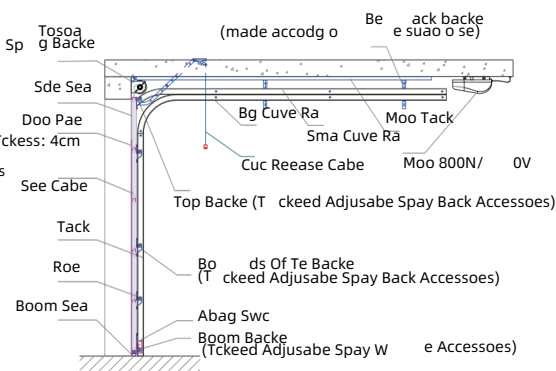 Tosoa
Sp g Backe
Be ack backe
(made accodg o e suao o se)
Sde Sea
Doo Pae
ckess: 4cm
s
See Cabe
Tack
Roe
Boom Sea
Bg Cuve Ra
Sma Cuve Ra
Moo Tack
Cuc Reease Cabe
Moo 800N/ 0V
Top Backe (T ckeed Adjusabe Spay Back Accessoes)
Bo ds Of Te Backe
(T ckeed Adjusabe Spay Back Accessoes)
Abag Swc
Boom Backe
(Tckeed Adjusabe Spay W e Accessoes)